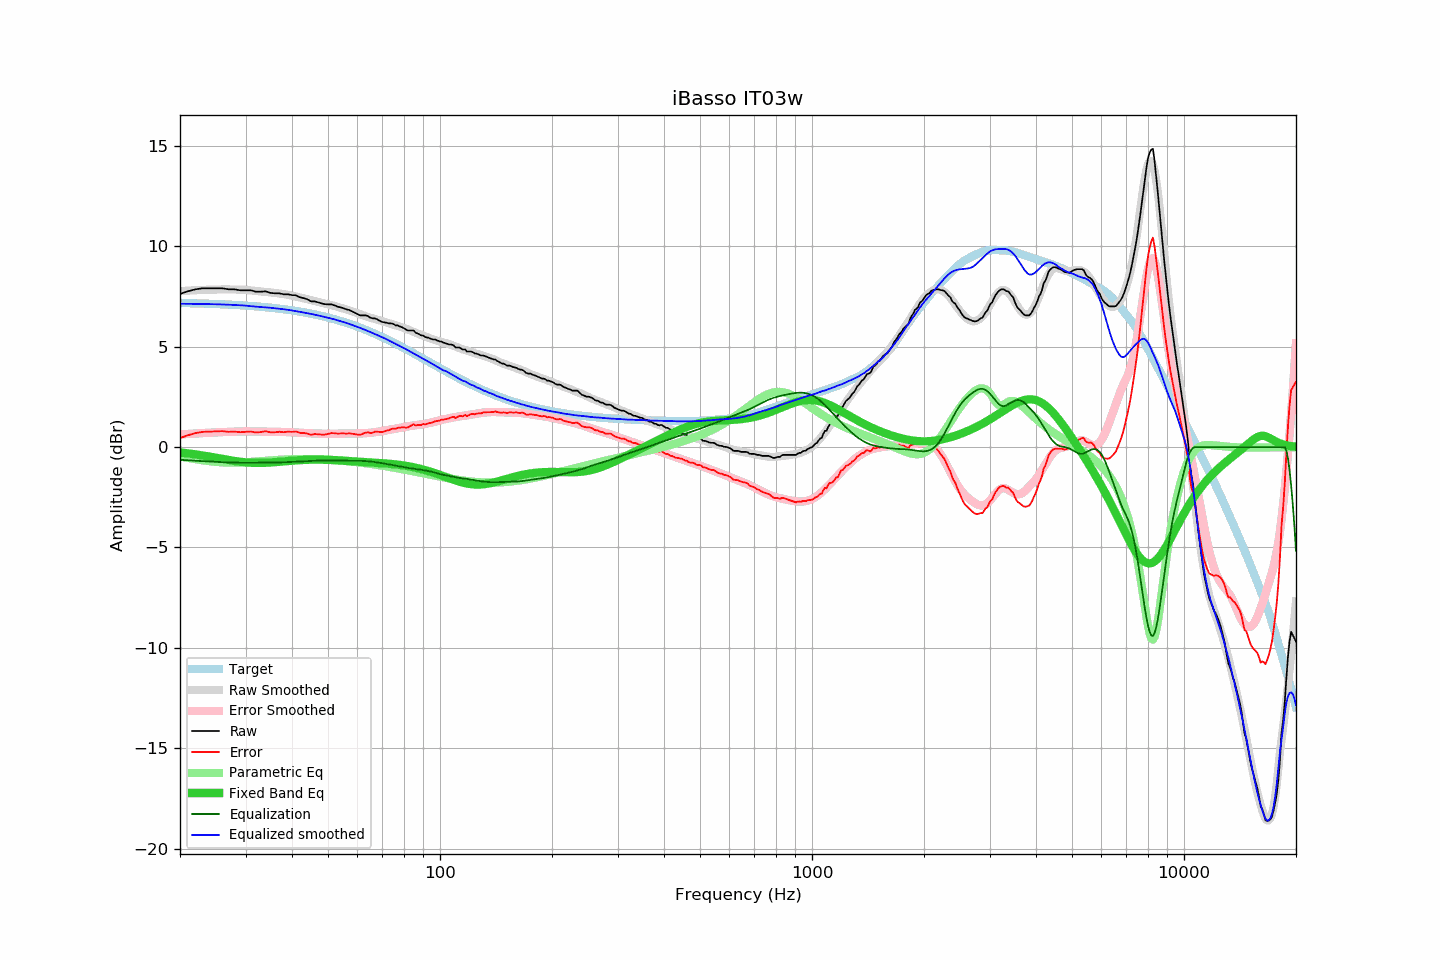 iBasso IT03w
15
10
5
0
−5
−10
−15
−20
Amplitude (dBr)
Target
Raw Smoothed
Error Smoothed
Raw
Error
Parametric Eq
Fixed Band Eq
Equalization
Equalized smoothed
100
1000
10000
Frequency (Hz)